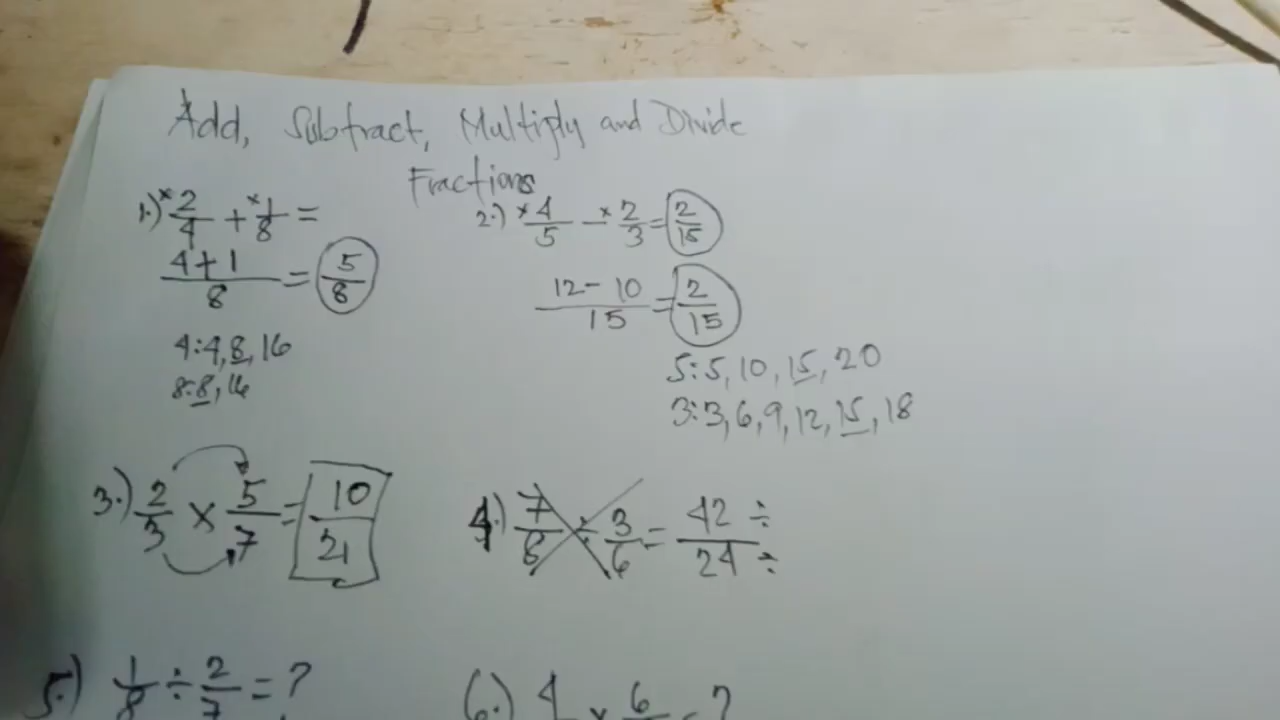 Add, Subtract, Multiply and Divide
Fractions
1.) × 2/4 + × 1/8 =
4+1/8 = 5/8
4:4, 8, 16
8:8, 16
2.) × 4/5 − × 2/3 = 2/15
12 - 10/15 = 2/15
5:5, 10, 15, 20
3:3, 6, 9, 12, 15, 18
3.) 2/3 × 5/7 = 10/21
4.) 7/8 ÷ 3/6 = 42 ÷/24 ÷
5.) 1/8 ÷ 2/7 = ?
6.) 4 × 6 = ?